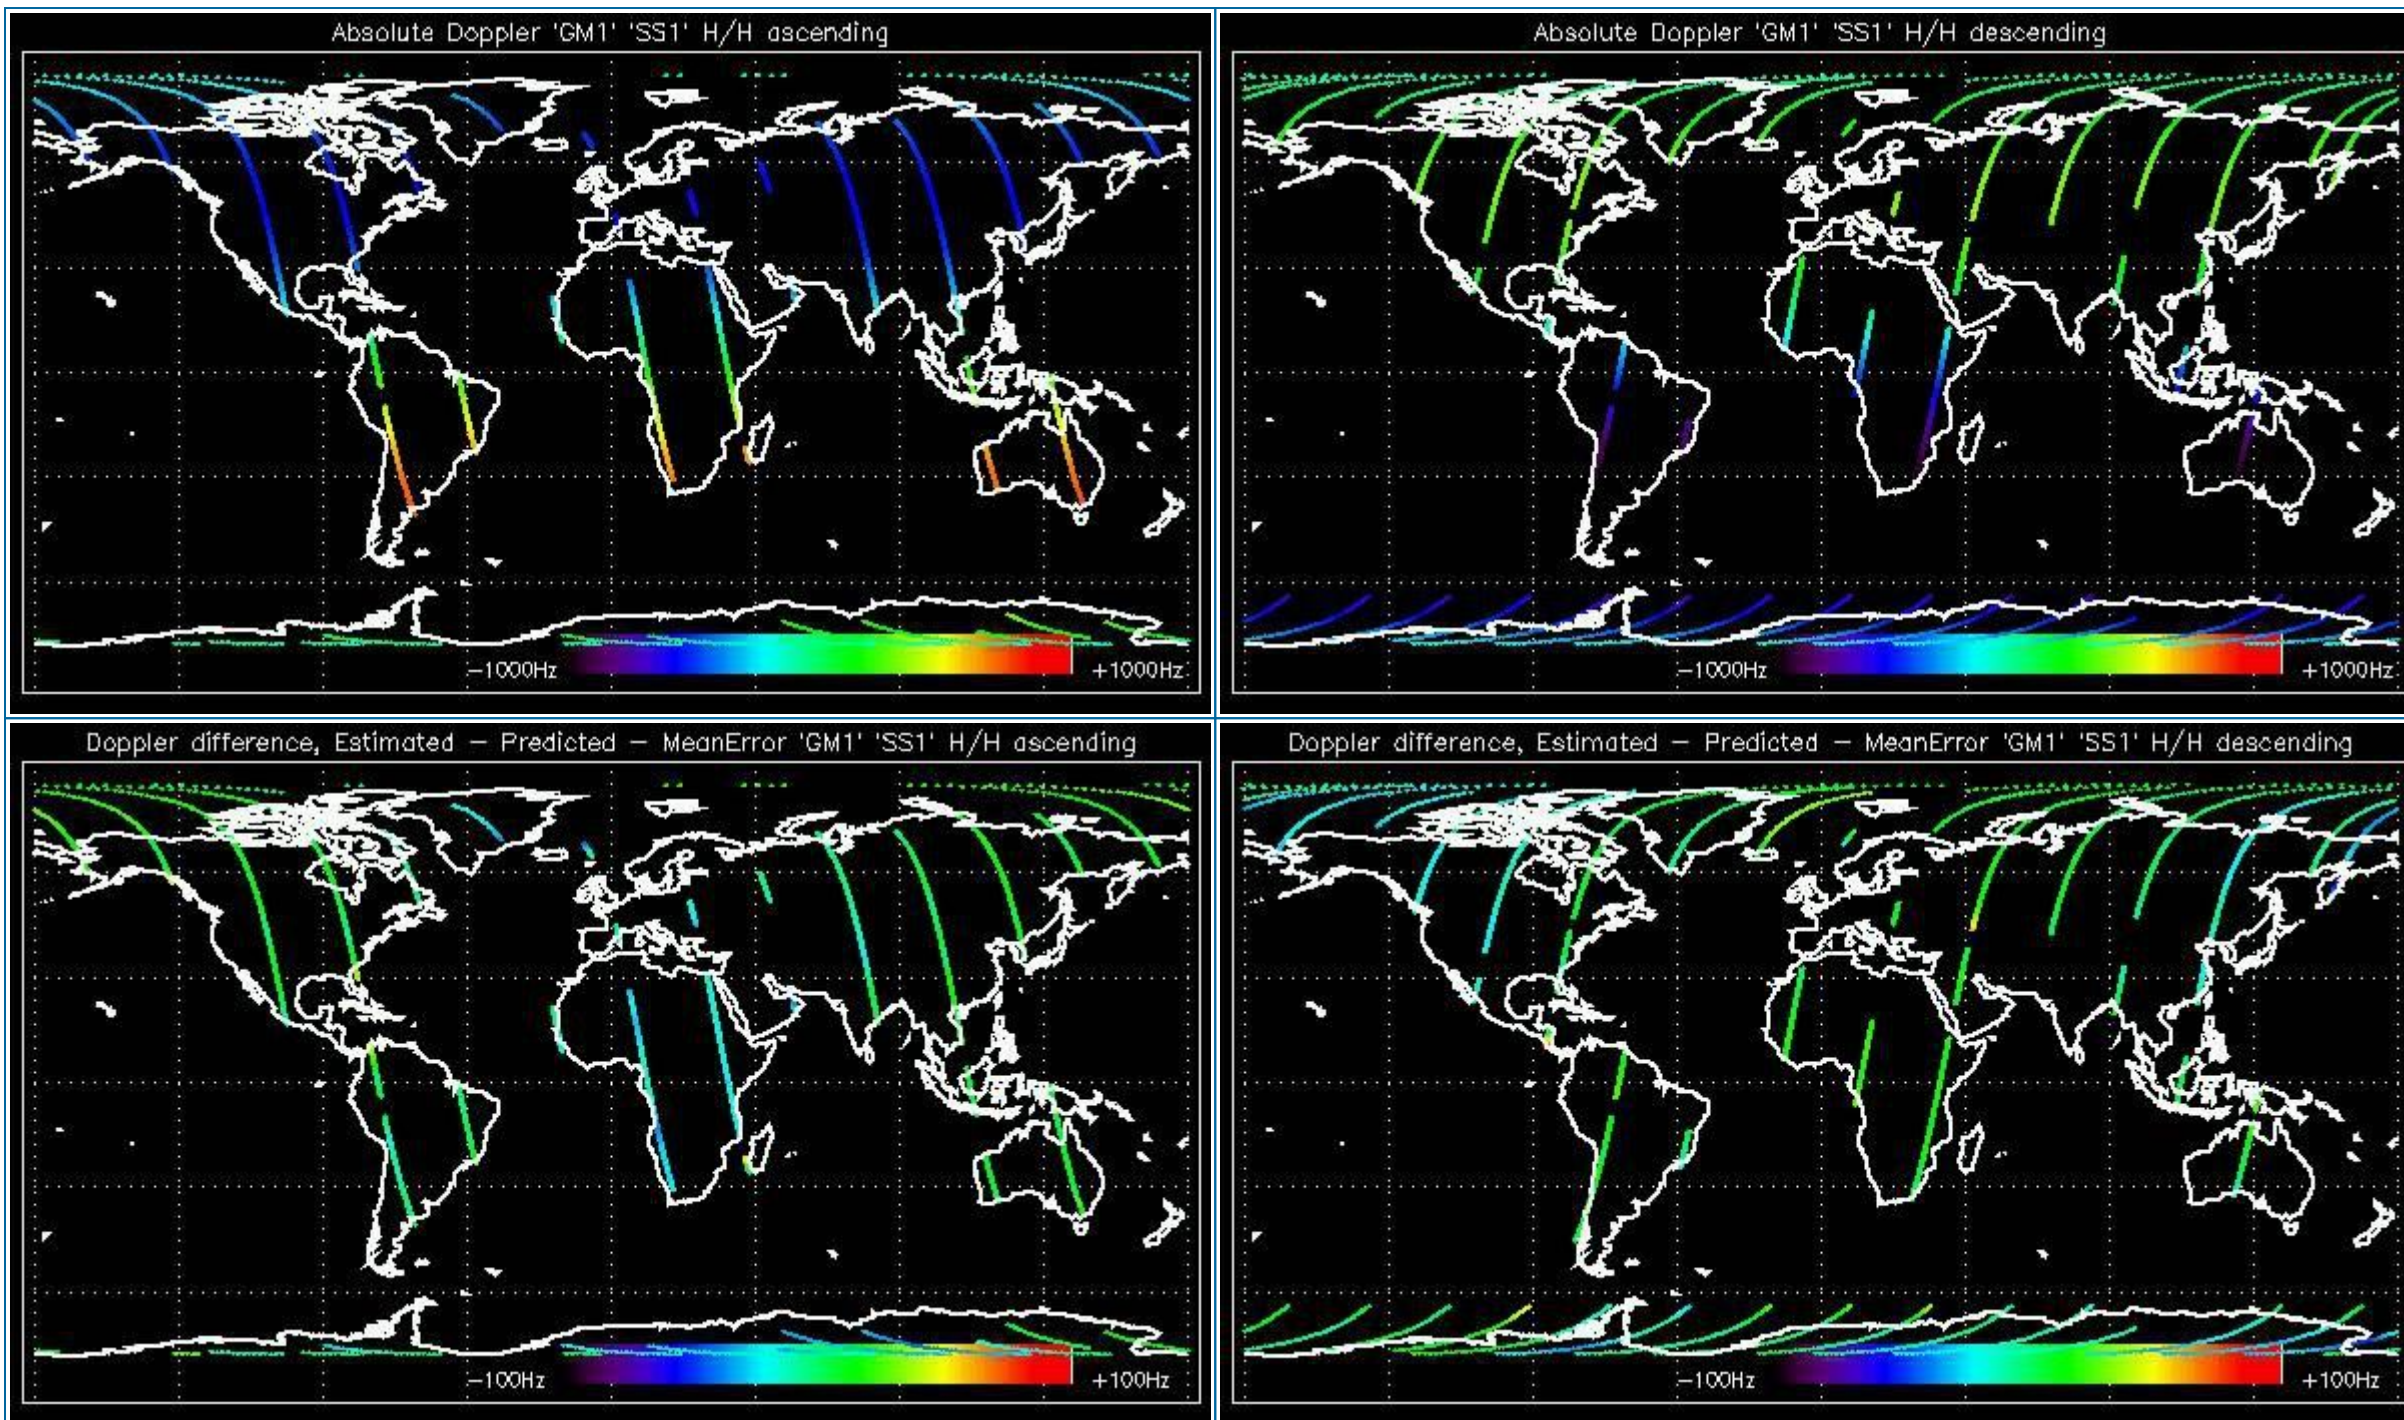 Absolute Doppler 'GM1' 'SS1' H/H ascending
-1000Hz +1000Hz
Absolute Doppler 'GM1' 'SS1' H/H descending
-1000Hz +1000Hz
Doppler difference, Estimated - Predicted - MeanError 'GM1' 'SS1' H/H ascending
-100Hz +100Hz
Doppler difference, Estimated - Predicted - MeanError 'GM1' 'SS1' H/H descending
-100Hz +100Hz